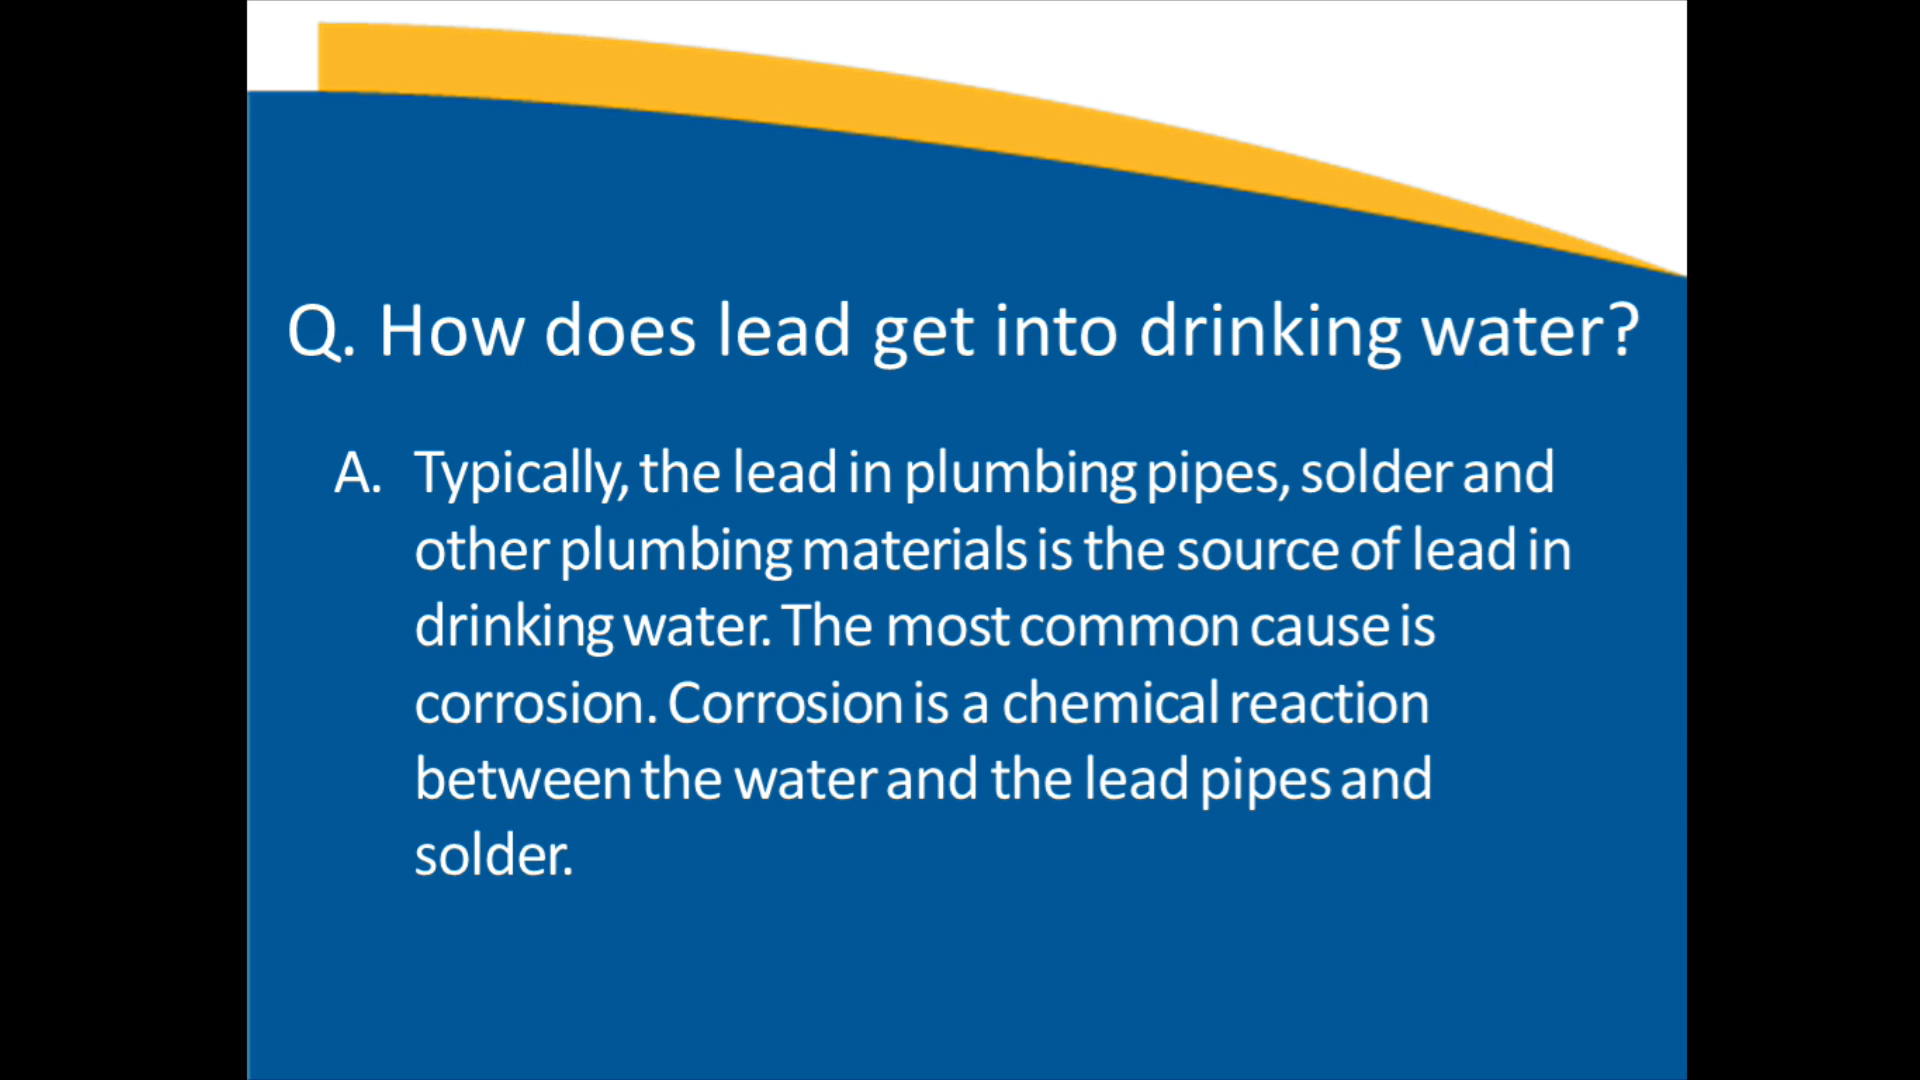 Q. How does lead get into drinking water?
A. Typically, the lead in plumbing pipes, solder and
other plumbing materials is the source of lead in
drinking water. The most common cause is
corrosion. Corrosion is a chemical reaction
between the water and the lead pipes and
solder.